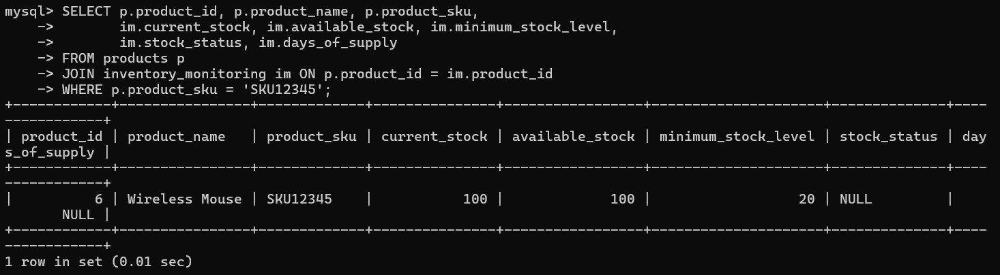 mysql> SELECT p.product_id, p.product_name, p.product_sku,
    ->        im.current_stock, im.available_stock, im.minimum_stock_level,
    ->        im.stock_status, im.days_of_supply
    -> FROM products p
    -> JOIN inventory_monitoring im ON p.product_id = im.product_id
    -> WHERE p.product_sku = 'SKU12345';
+------------+----------------+-------------+---------------+-----------------+---------------------+--------------+----
------------+
| product_id | product_name   | product_sku | current_stock | available_stock | minimum_stock_level | stock_status | day
s_of_supply |
+------------+----------------+-------------+---------------+-----------------+---------------------+--------------+----
------------+
|          6 | Wireless Mouse | SKU12345    |           100 |             100 |                  20 | NULL         |
       NULL |
+------------+----------------+-------------+---------------+-----------------+---------------------+--------------+----
------------+
1 row in set (0.01 sec)